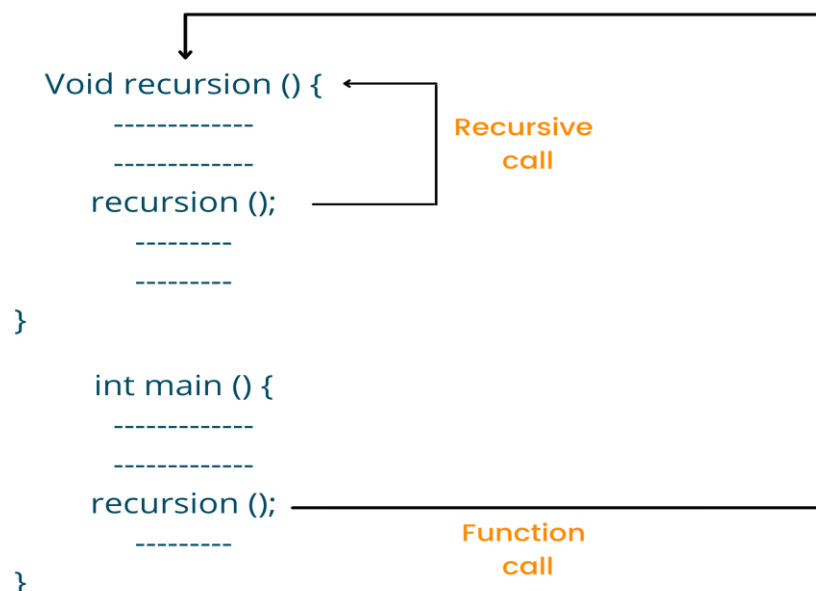 Void recursion () {
-------------
-------------
Recursive
call
recursion ();
---------
---------
}
int main () {
-------------
-------------
recursion ();
---------
Function
call
}